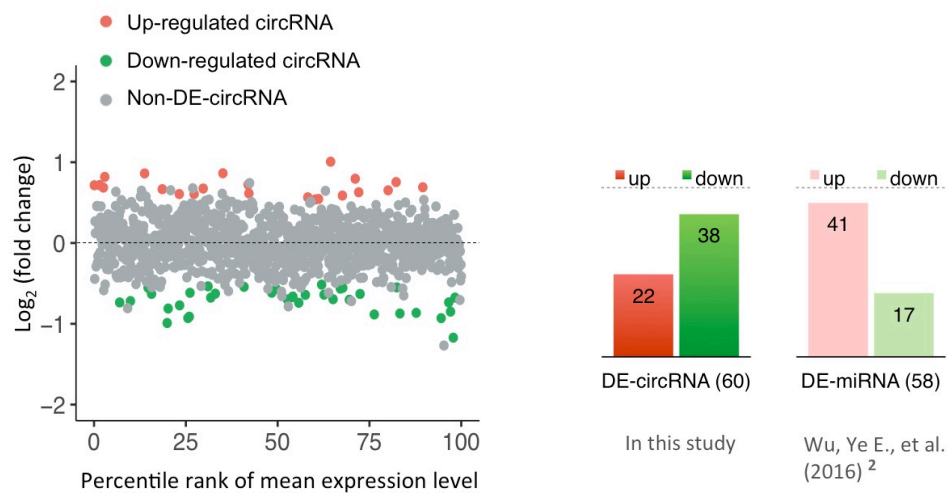 Up-regulated circRNA
Down-regulated circRNA
Non-DE-circRNA
Log2 (fold change)
2
1
0
−1
−2
0 25 50 75 100
Percentile rank of mean expression level
up down
22
38
DE-circRNA (60)
In this study
up down
41
17
DE-miRNA (58)
Wu, Ye E., et al.
(2016) 2